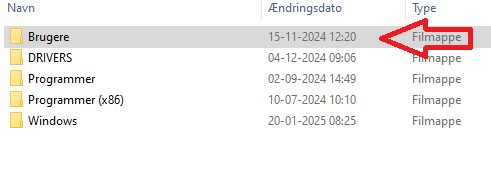 Navn Ændringsdato Type
Brugere 15-11-2024 12:20 Filmappe
DRIVERS 04-12-2024 09:06 Filmappe
Programmer 02-09-2024 14:49 Filmappe
Programmer (x86) 10-07-2024 10:10 Filmappe
Windows 20-01-2025 08:25 Filmappe